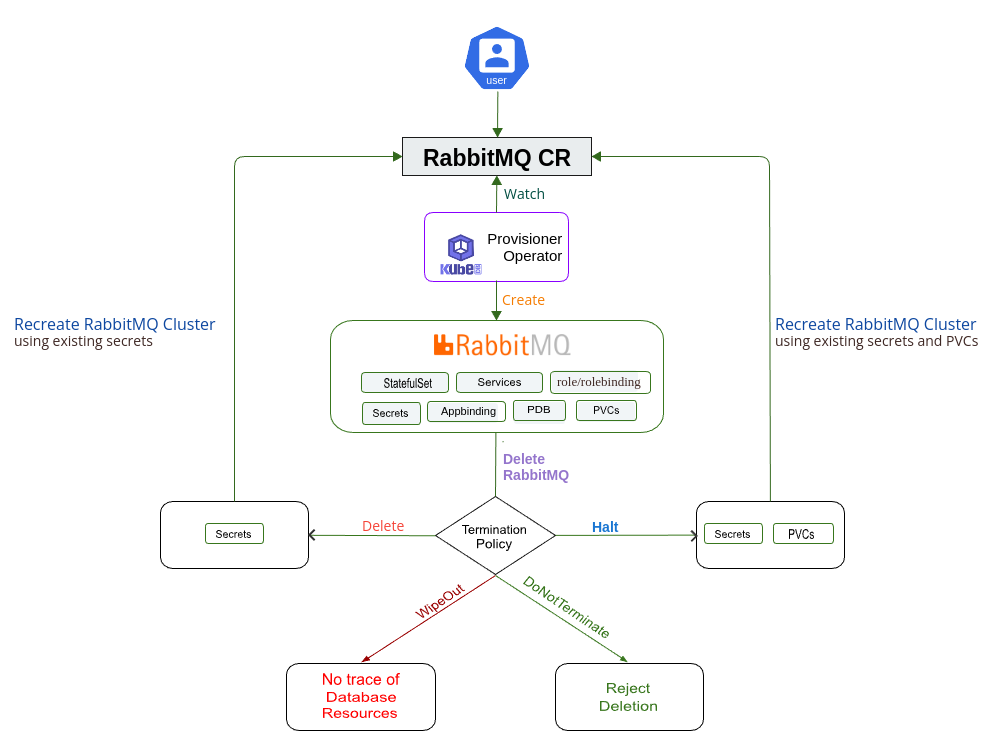 user
RabbitMQ CR
Watch
Provisioner
Operator
KubeDB
Create
Recreate RabbitMQ Cluster
using existing secrets
Recreate RabbitMQ Cluster
using existing secrets and PVCs
RabbitMQ
StatefulSet
Services
role/rolebinding
Secrets
Appbinding
PDB
PVCs
Delete
RabbitMQ
Secrets
Delete
Termination
Policy
Halt
Secrets
PVCs
WipeOut
DoNotTerminate
No trace of
Database
Resources
Reject
Deletion